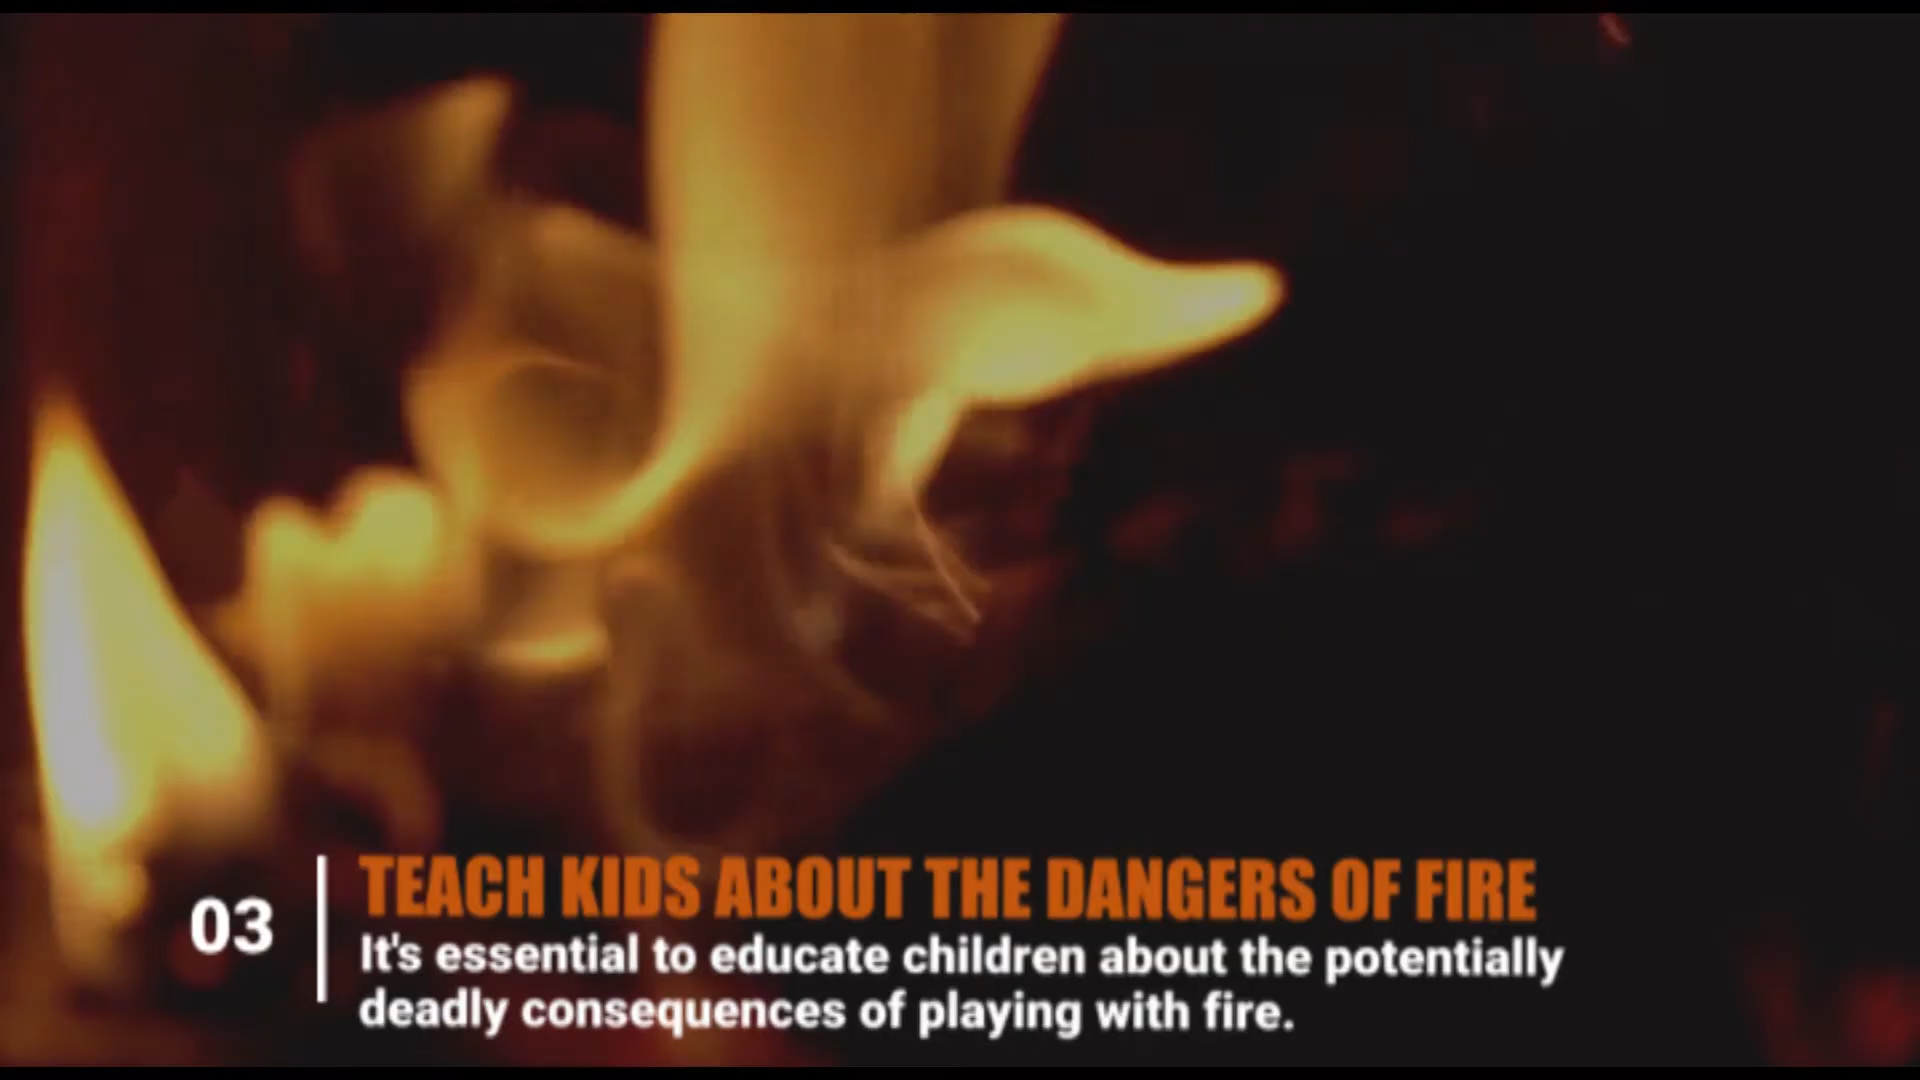 03
TEACH KIDS ABOUT THE DANGERS OF FIRE
It's essential to educate children about the potentially
deadly consequences of playing with fire.